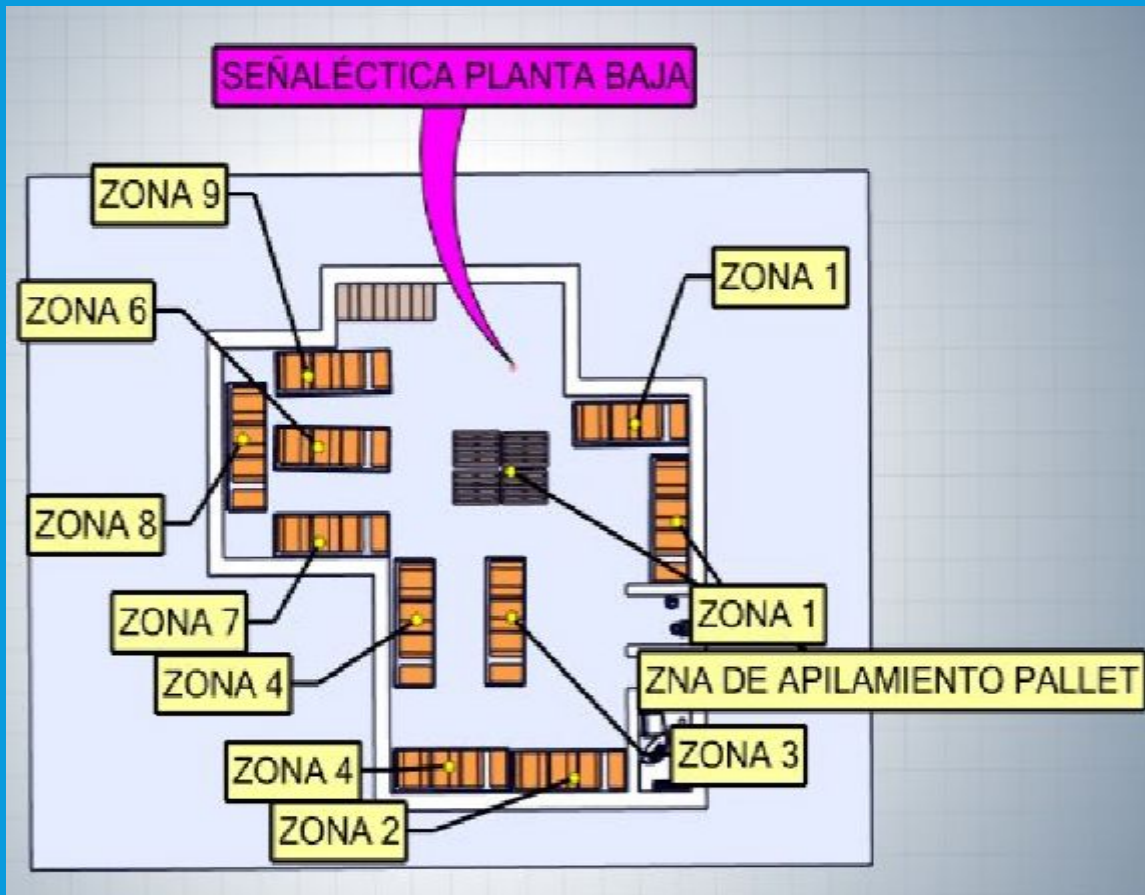 SEÑALÉCTICA PLANTA BAJA
ZONA 9
ZONA 1
ZONA 6
ZONA 8
ZONA 7
ZONA 1
ZONA 4
ZNA DE APILAMIENTO PALLET
ZONA 4
ZONA 3
ZONA 2